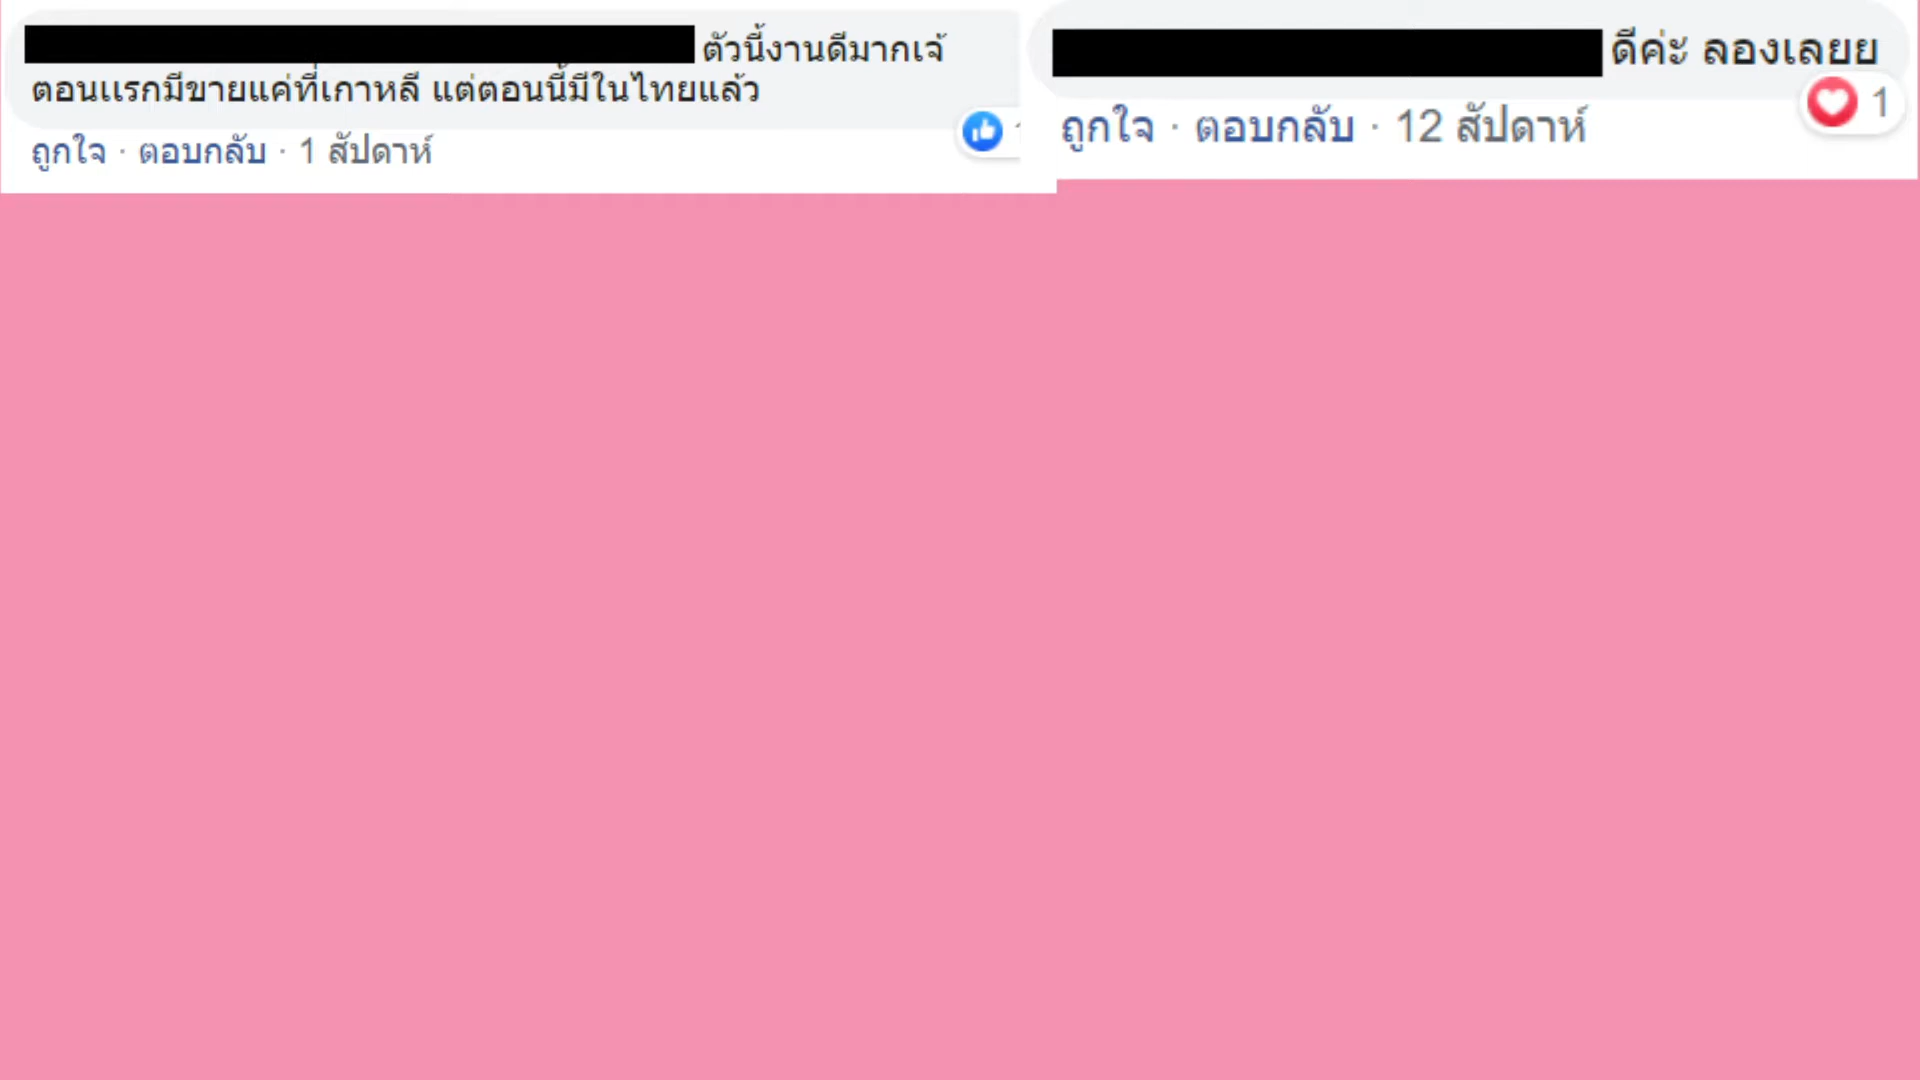 ตัวนี้งานดีมากเจ้
ตอนแรกมีขายแค่ที่เกาหลี แต่ตอนนี้มีในไทยแล้ว
ถูกใจ · ตอบกลับ · 1 สัปดาห์
ดีค่ะ ลองเลยย
1
ถูกใจ · ตอบกลับ · 12 สัปดาห์